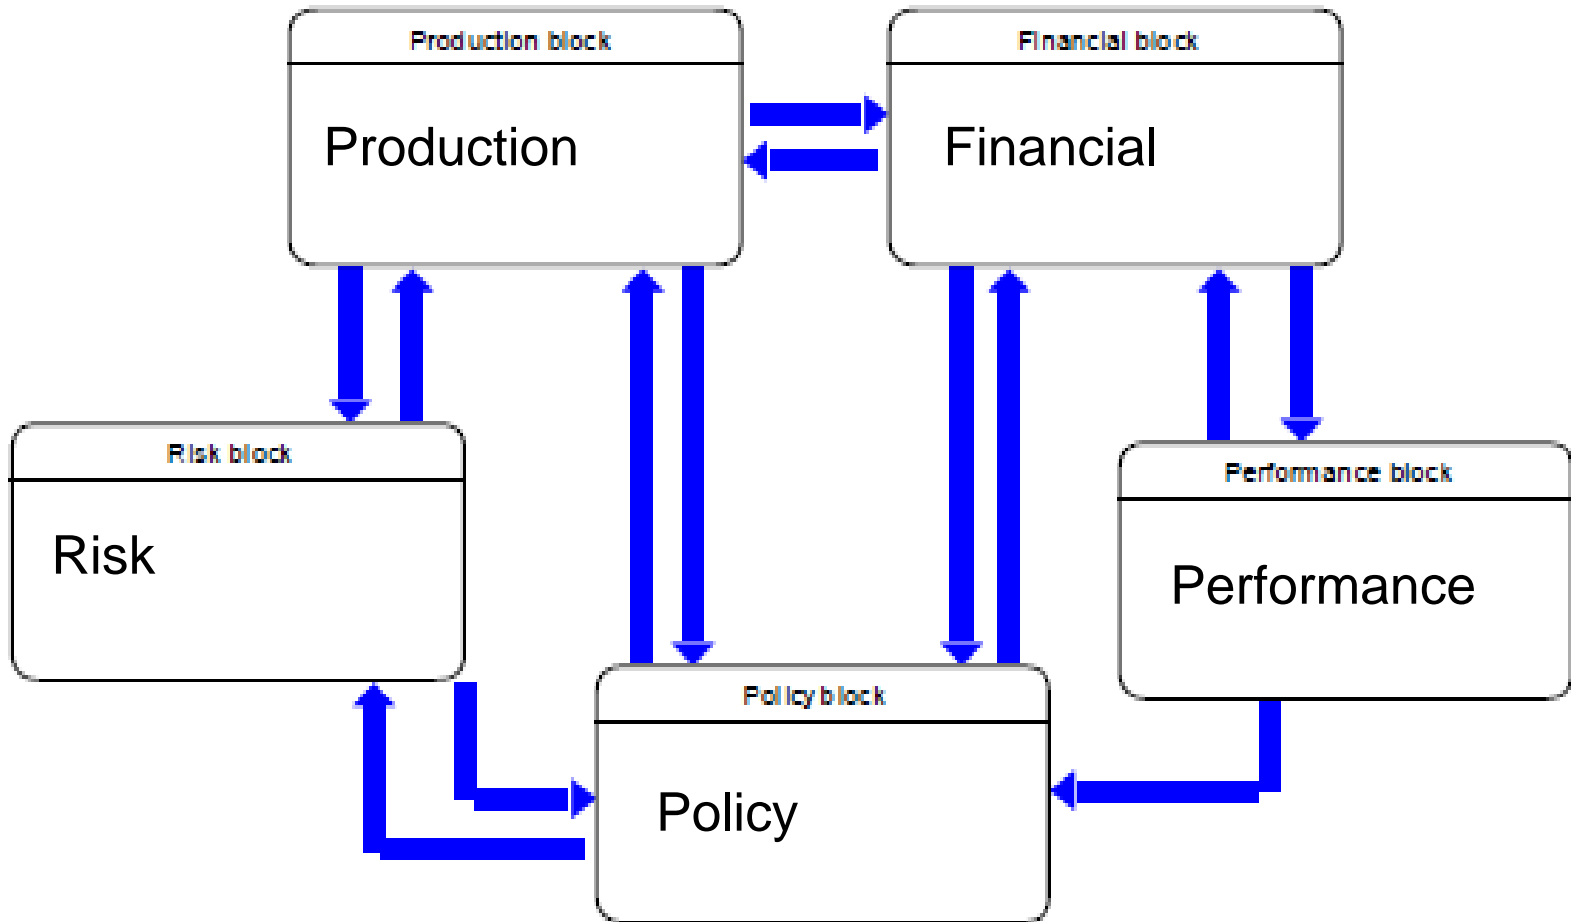 Production block
Production
Financial block
Financial
Risk block
Risk
Performance block
Performance
Policy block
Policy